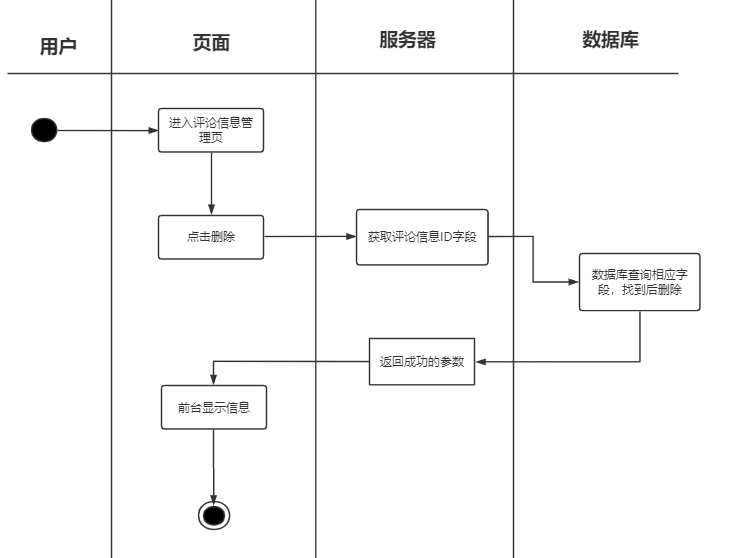 用户
页面
服务器
数据库
进入评论信息管
理页
点击删除
获取评论信息ID字段
数据库查询相应字
段，找到后删除
返回成功的参数
前台显示信息